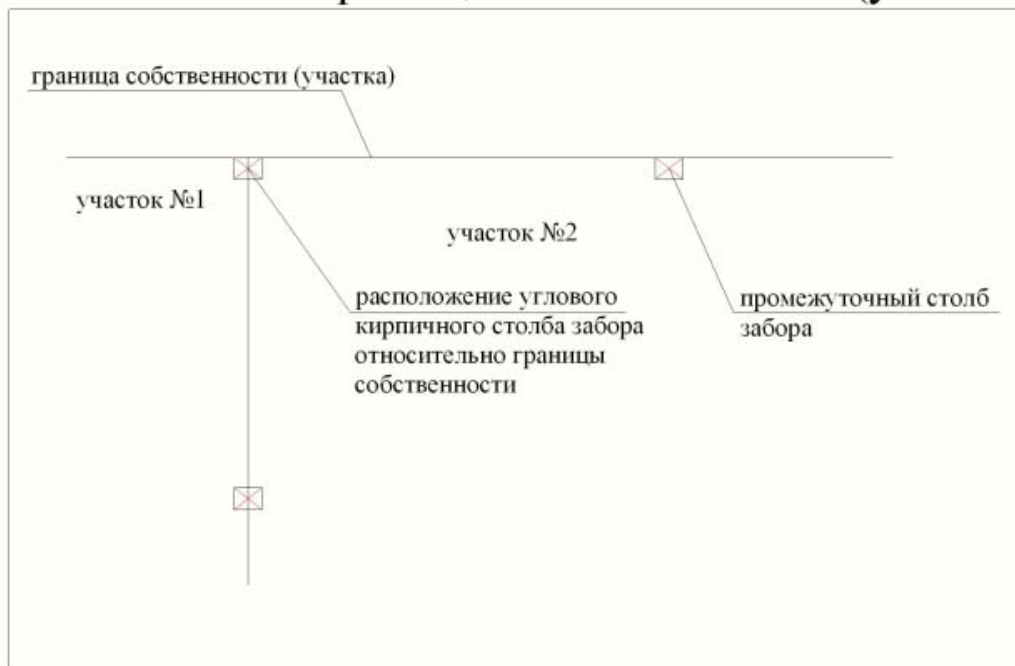 граница собственности (участка)
участок №1
участок №2
расположение углового
кирпичного столба забора
относительно границы
собственности
промежуточный столб
забора